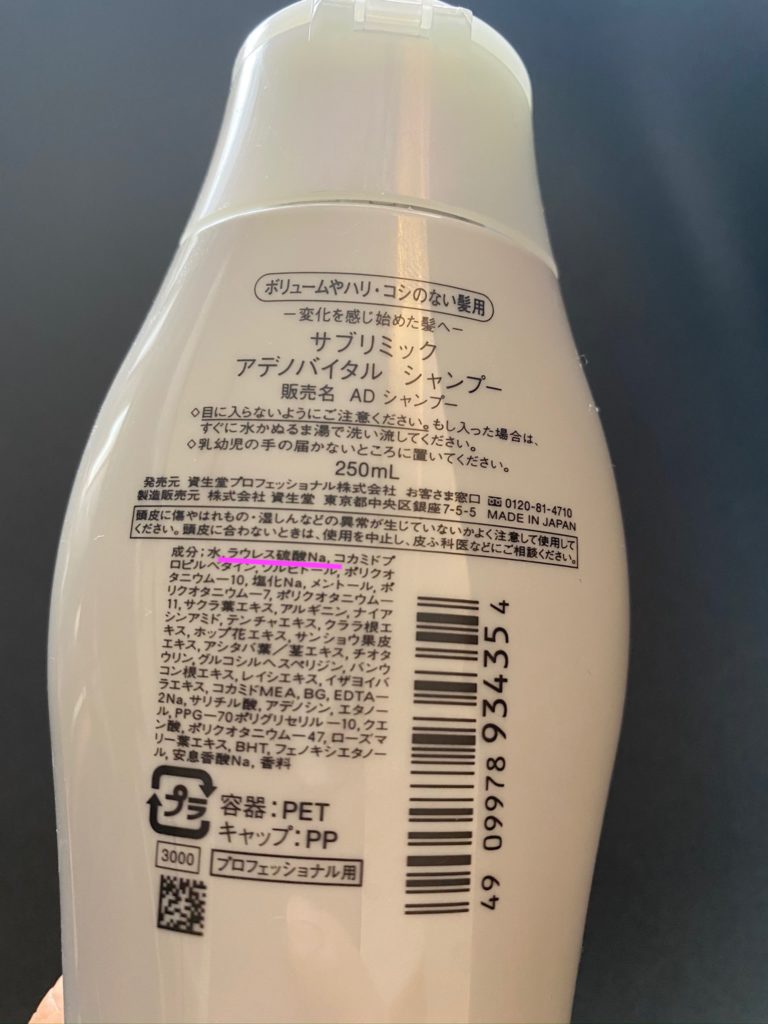 ボリュームやハリ・コシのない髪用
－変化を感じ始めた髪へ－
サブリミック
アデノバイタル シャンプー
販売名 AD シャンプー
◇目に入らないようにご注意ください。もし入った場合は、
すぐに水かぬるま湯で洗い流してください。
◇乳幼児の手の届かないところに置いてください。
250mL
発売元 資生堂プロフェッショナル株式会社 お客さま窓口 0120-81-4710
製造販売元 株式会社 資生堂 東京都中央区銀座7-5-5 MADE IN JAPAN
頭皮に傷やはれもの・湿しんなどの異常が生じていないかよく注意して使用して
ください。頭皮に合わないときは、使用を中止し、皮ふ科医などにご相談ください。
成分：水, ラウレス硫酸Na, コカミドプ
ロピルベタイン, ソルビトール, ポリクオ
タニウムー10, 塩化Na, メントール, ポ
リクオタニウムー7, ポリクオタニウムー
11, サクラ葉エキス, アルギニン, ナイア
シンアミド, テンチャエキス, クララ根エ
キス, ホップ花エキス, サンショウ果皮
エキス, アシタバ葉／茎エキス, チオタ
ウリン, グルコシルヘスペリジン, バンウ
コン根エキス, レイシエキス, イザヨイバ
ラエキス, コカミドMEA, BG, EDTAー
2Na, サリチル酸, アデノシン, エタノー
ル, PPGー70ポリグリセリルー10, クエ
ン酸, ポリクオタニウムー47, ローズマ
リー葉エキス, BHT, フェノキシエタノー
ル, 安息香酸Na, 香料
プラ
容器：PET
キャップ：PP
3000
プロフェッショナル用
4909978934354